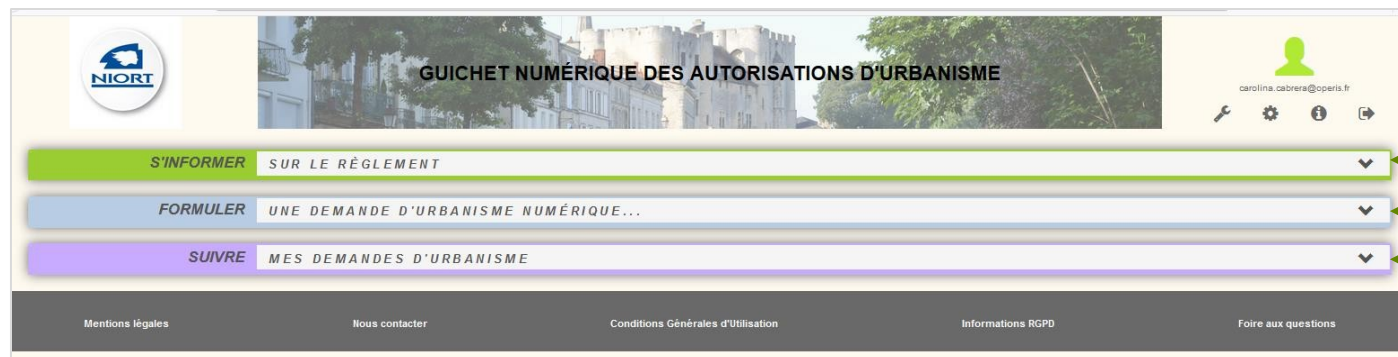 NIORT
GUICHET NUMÉRIQUE DES AUTORISATIONS D'URBANISME
carolina.cabrera@operis.fr
S'INFORMER SUR LE RÈGLEMENT
FORMULER UNE DEMANDE D'URBANISME NUMÉRIQUE...
SUIVRE MES DEMANDES D'URBANISME
Mentions légales Nous contacter Conditions Générales d'Utilisation Informations RGPD Foire aux questions